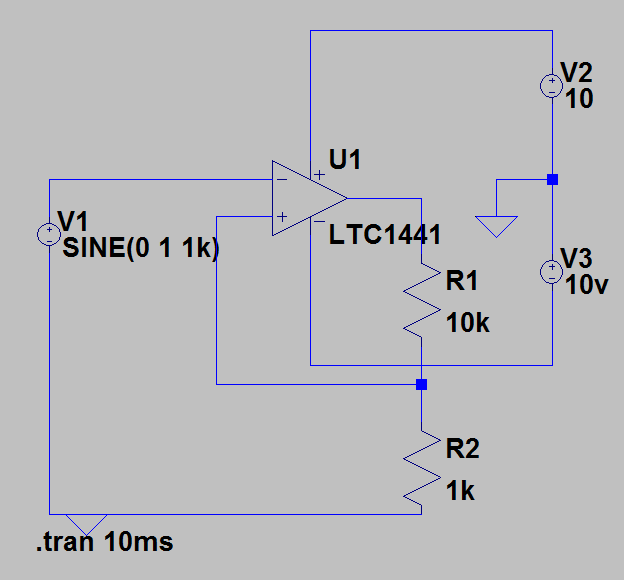 V2
10
U1
V1
SINE(0 1 1k)
LTC1441
V3
10v
R1
10k
R2
1k
.tran 10ms